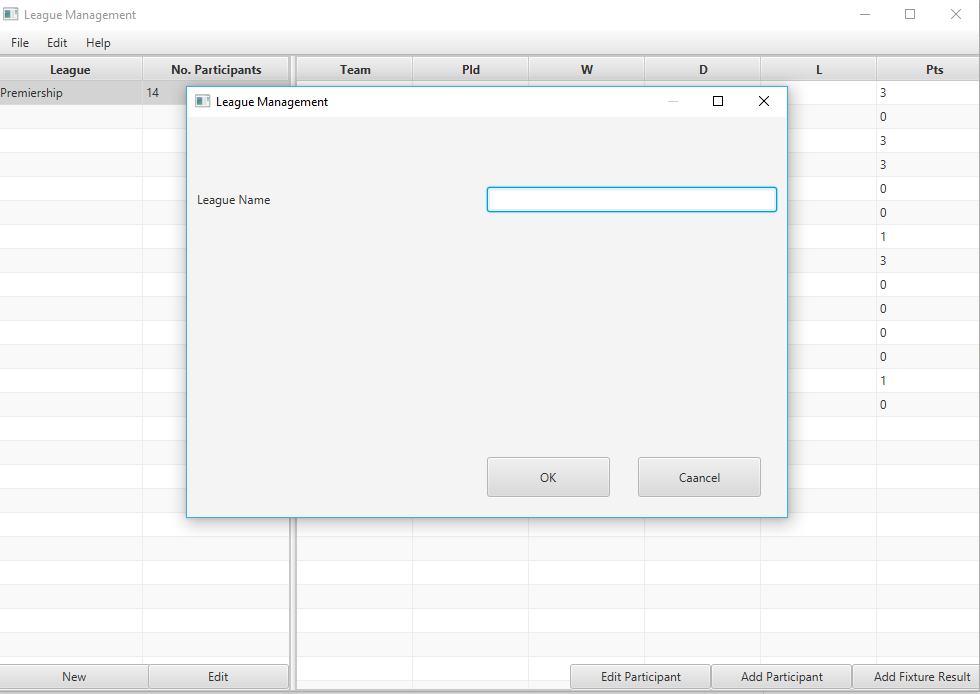 League Management
File Edit Help
League No. Participants Team Pld W D L Pts
Premiership 14 3
League Management
0
3
3
League Name
0
0
1
3
0
0
0
0
1
0
OK Caancel
New Edit Edit Participant Add Participant Add Fixture Result